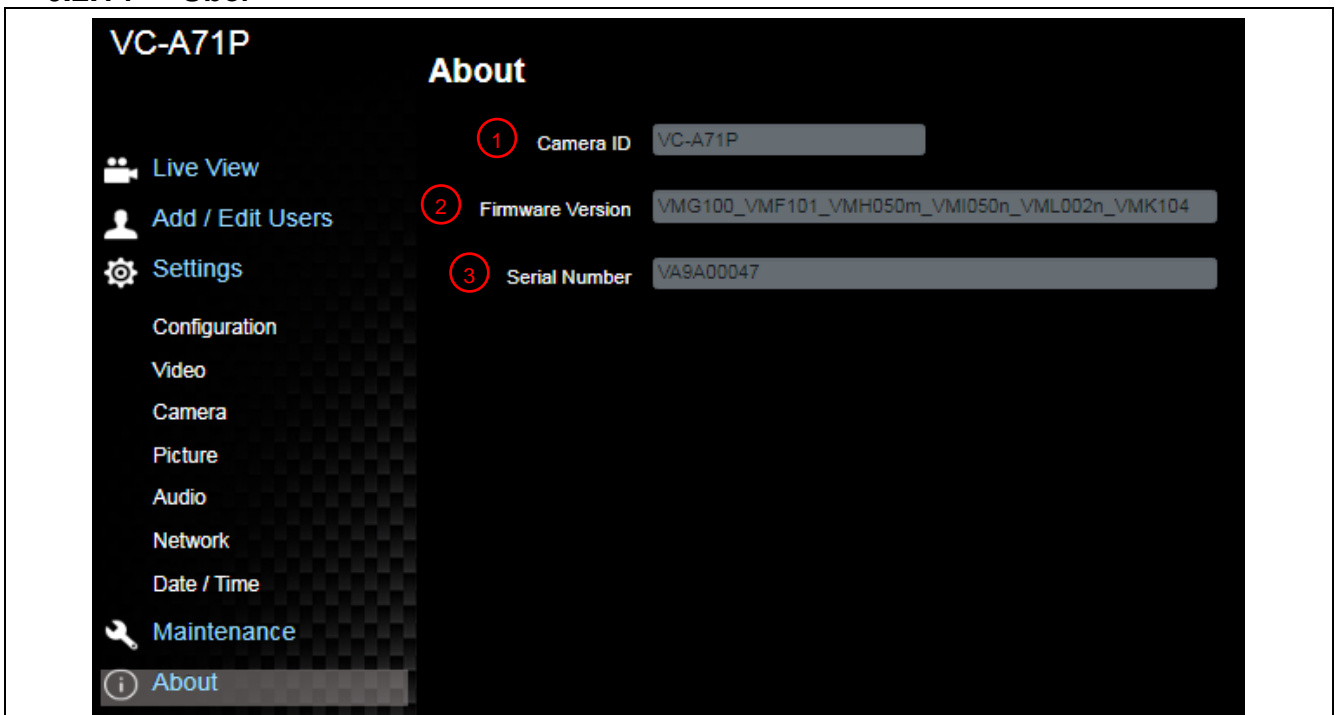 VC-A71P
About
1 Camera ID VC-A71P
Live View
2 Firmware Version VMG100_VMF101_VMH050m_VMI050n_VML002n_VMK104
Add / Edit Users
Settings
3 Serial Number VA9A00047
Configuration
Video
Camera
Picture
Audio
Network
Date / Time
Maintenance
About